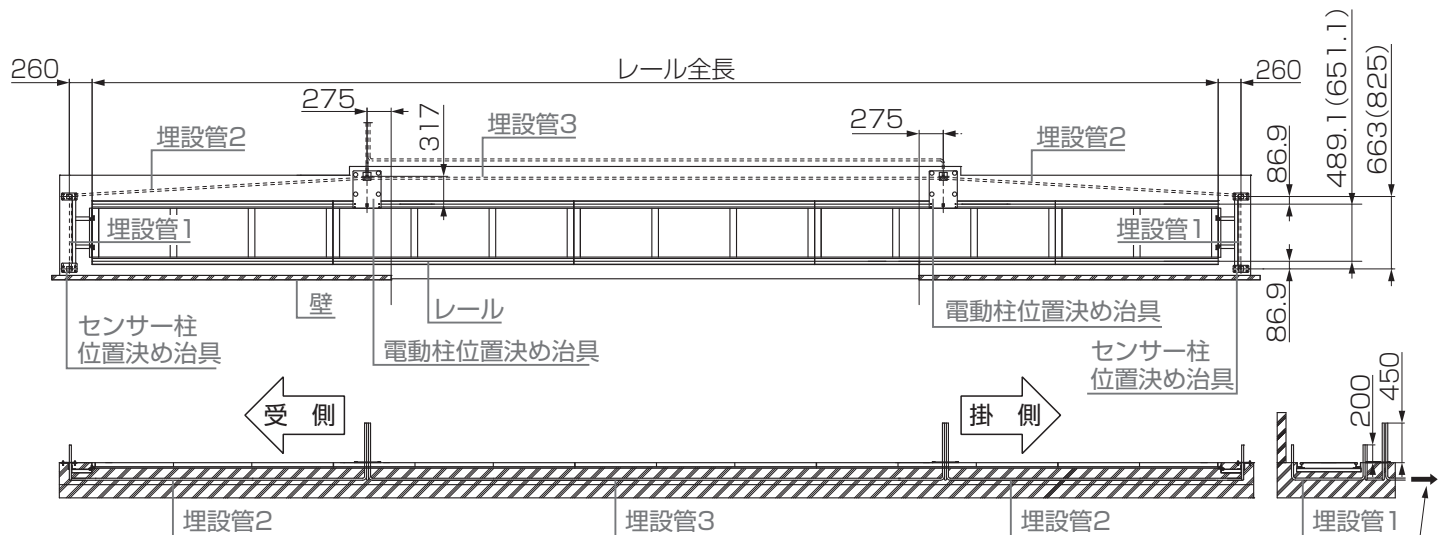 260
レール全長
260
275
317
埋設管2
埋設管3
275
埋設管2
86.9
489.1(651.1)
663(825)
埋設管1
埋設管1
86.9
センサー柱
位置決め治具
壁
レール
電動柱位置決め治具
電動柱位置決め治具
センサー柱
位置決め治具
受 側
掛 側
200
450
埋設管2
埋設管3
埋設管2
埋設管1